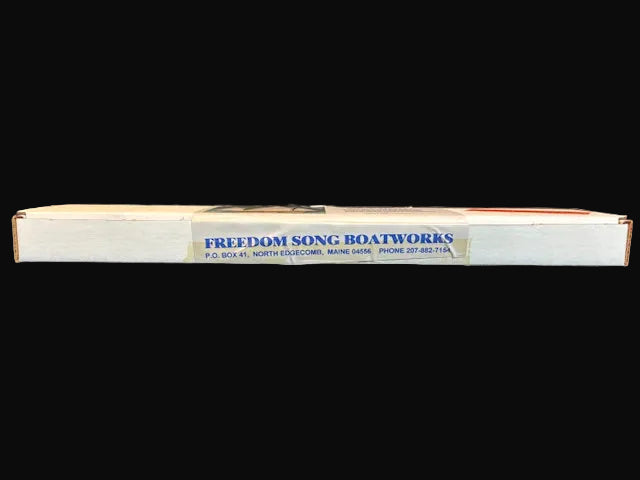 FREEDOM SONG BOATWORKS
P.O. BOX 41, NORTH EDGECOMB, MAINE 04556 PHONE 207-882-7154